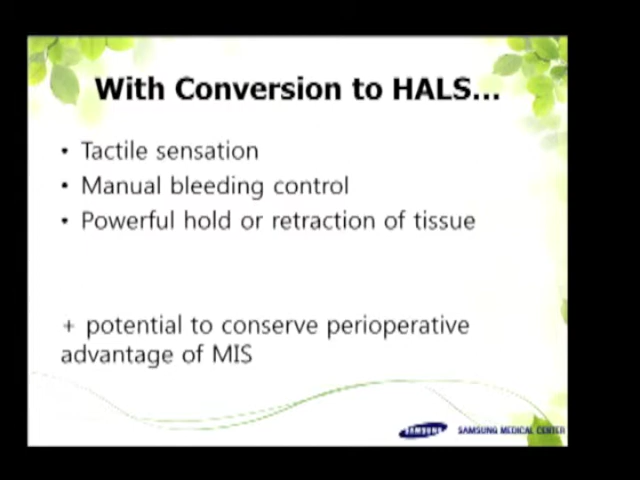 With Conversion to HALS...
• Tactile sensation
• Manual bleeding control
• Powerful hold or retraction of tissue
+ potential to conserve perioperative
advantage of MIS
SAMSUNG SAMSUNG MEDICAL CENTER